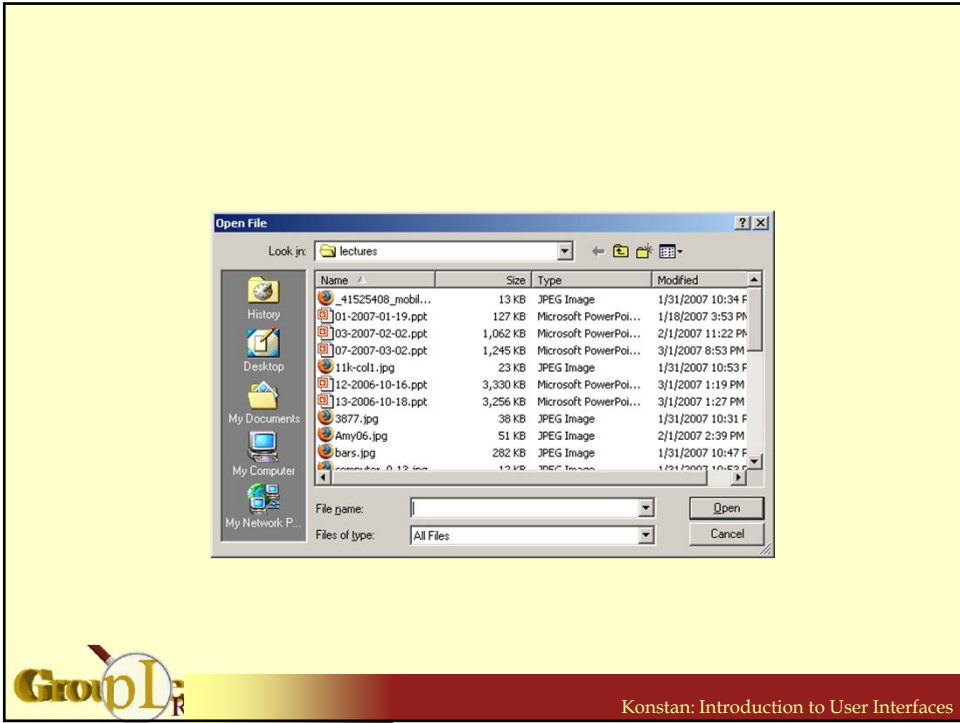 Open File
Look in: lectures
History
Desktop
My Documents
My Computer
My Network P...
Name Size Type Modified
_41525408_mobil... 13 KB JPEG Image 1/31/2007 10:34 P
01-2007-01-19.ppt 127 KB Microsoft PowerPoi... 1/18/2007 3:53 PM
03-2007-02-02.ppt 1,062 KB Microsoft PowerPoi... 2/1/2007 11:22 PM
07-2007-03-02.ppt 1,245 KB Microsoft PowerPoi... 3/1/2007 8:53 PM
11k-col1.jpg 23 KB JPEG Image 1/31/2007 10:53 P
12-2006-10-16.ppt 3,330 KB Microsoft PowerPoi... 3/1/2007 1:19 PM
13-2006-10-18.ppt 3,256 KB Microsoft PowerPoi... 3/1/2007 1:27 PM
3877.jpg 38 KB JPEG Image 1/31/2007 10:31 P
Amy06.jpg 51 KB JPEG Image 2/1/2007 2:39 PM
bars.jpg 282 KB JPEG Image 1/31/2007 10:47 P
JPEG Image
File name: Open
Files of type: All Files Cancel
GroupL
R
Konstan: Introduction to User Interfaces